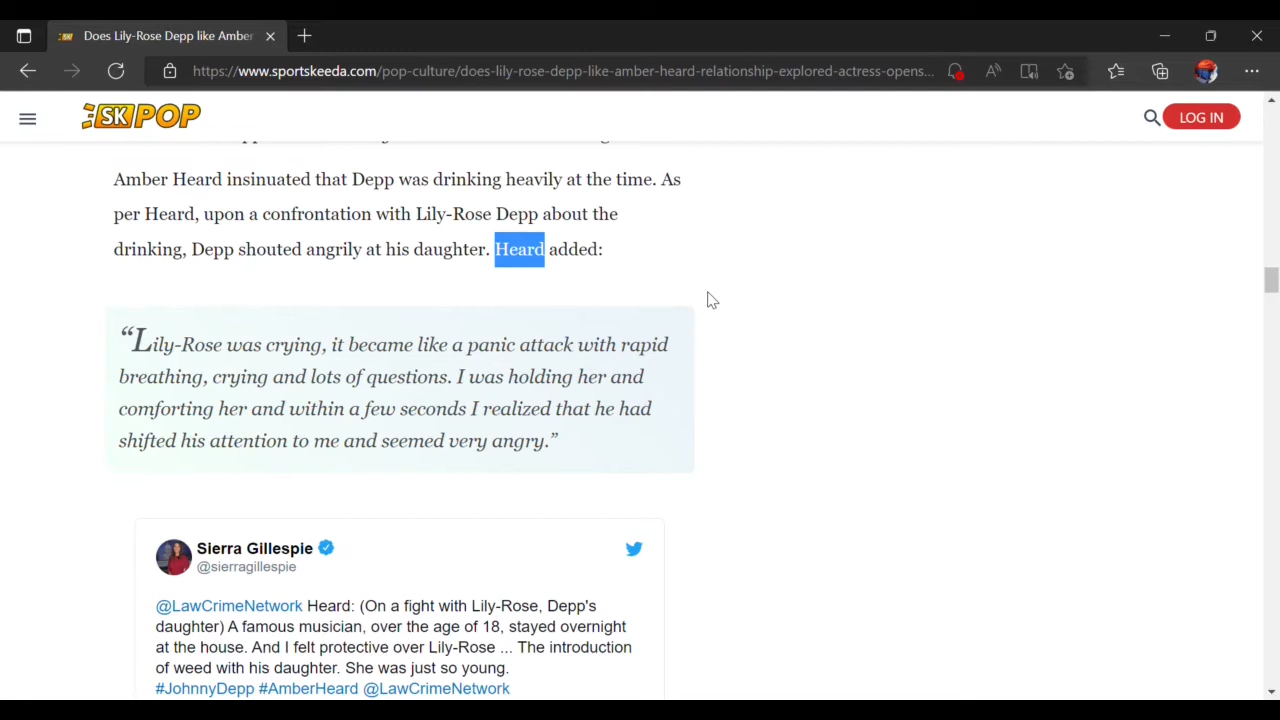 Does Lily-Rose Depp like Amber
https://www.sportskeeda.com/pop-culture/does-lily-rose-depp-like-amber-heard-relationship-explored-actress-opens...
SK POP
LOG IN
Amber Heard insinuated that Depp was drinking heavily at the time. As
per Heard, upon a confrontation with Lily-Rose Depp about the
drinking, Depp shouted angrily at his daughter. Heard added:
“Lily-Rose was crying, it became like a panic attack with rapid
breathing, crying and lots of questions. I was holding her and
comforting her and within a few seconds I realized that he had
shifted his attention to me and seemed very angry.”
Sierra Gillespie
@sierragillespie
@LawCrimeNetwork Heard: (On a fight with Lily-Rose, Depp's
daughter) A famous musician, over the age of 18, stayed overnight
at the house. And I felt protective over Lily-Rose ... The introduction
of weed with his daughter. She was just so young.
#JohnnyDepp #AmberHeard @LawCrimeNetwork